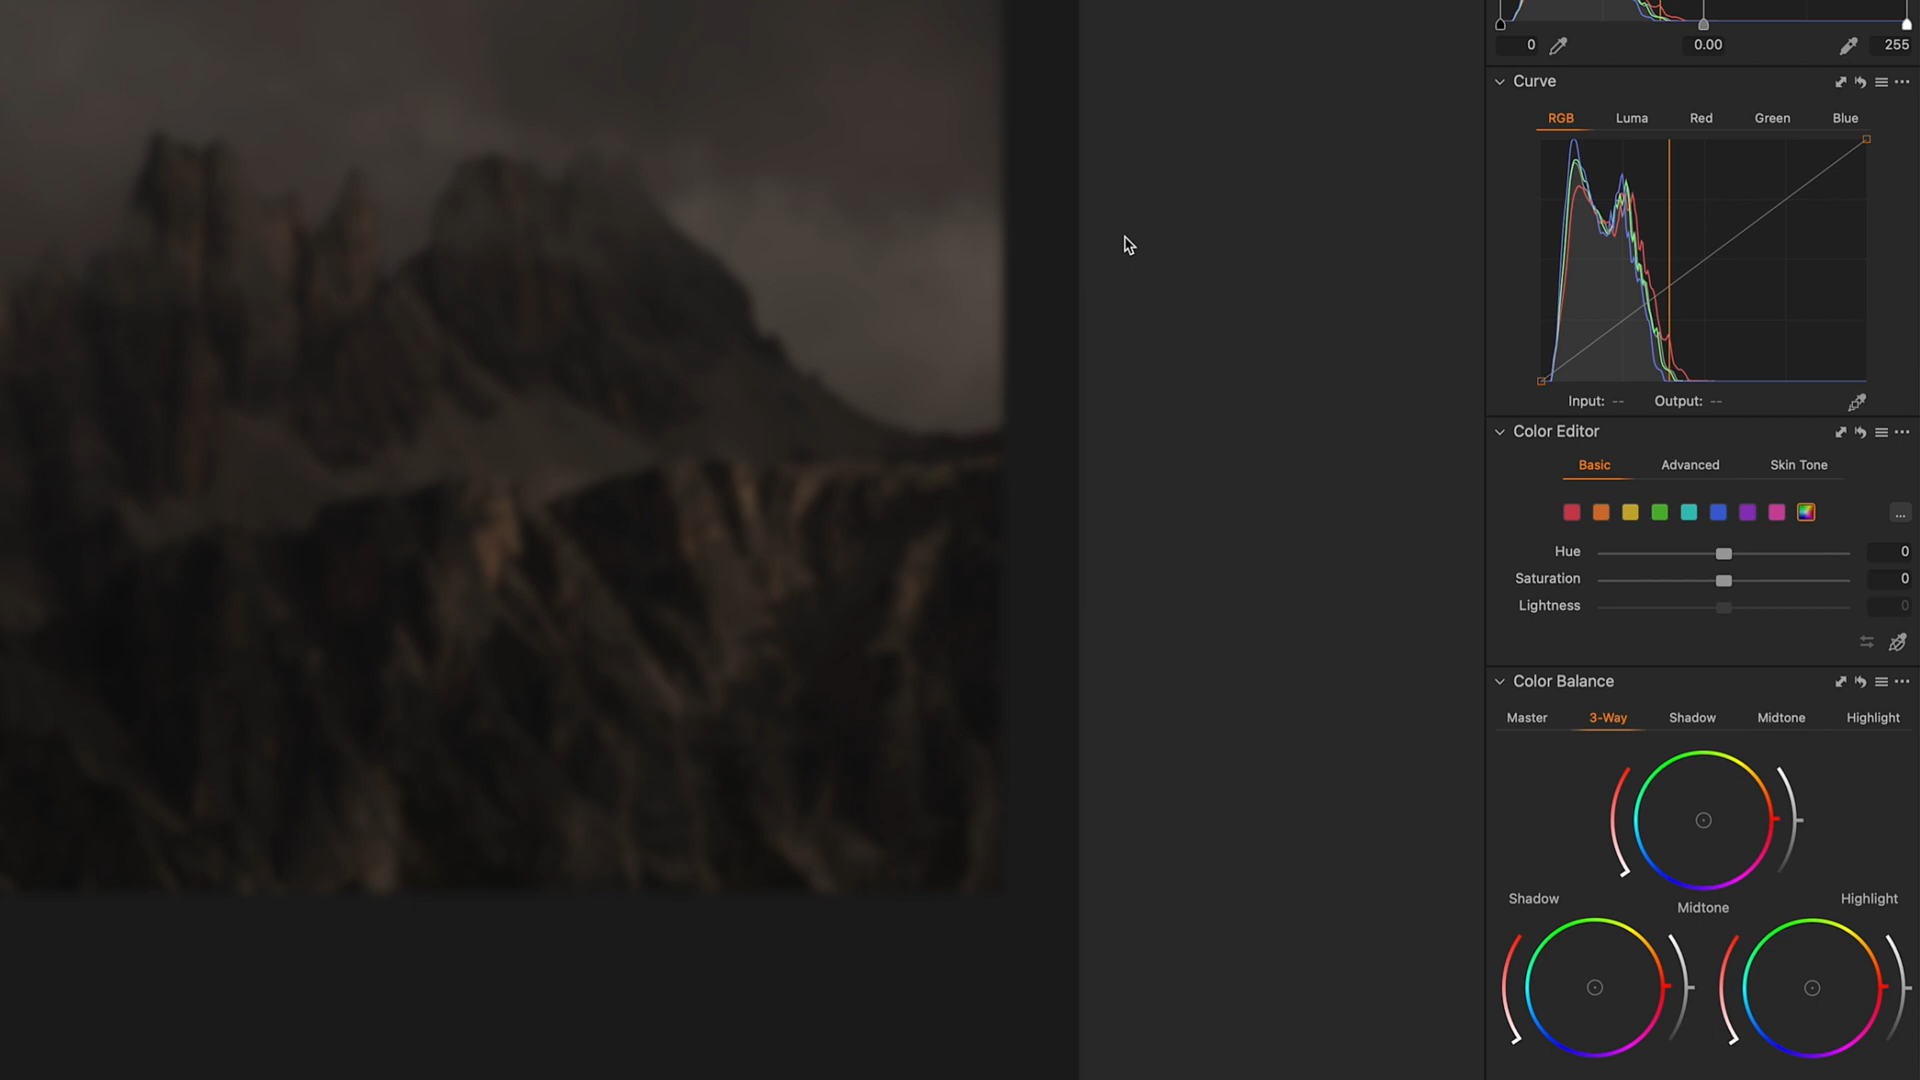 0 0.00 255
Curve
RGB Luma Red Green Blue
Input: -- Output: --
Color Editor
Basic Advanced Skin Tone
...
Hue 0
Saturation 0
Lightness 0
Color Balance
Master 3-Way Shadow Midtone Highlight
Shadow Midtone Highlight